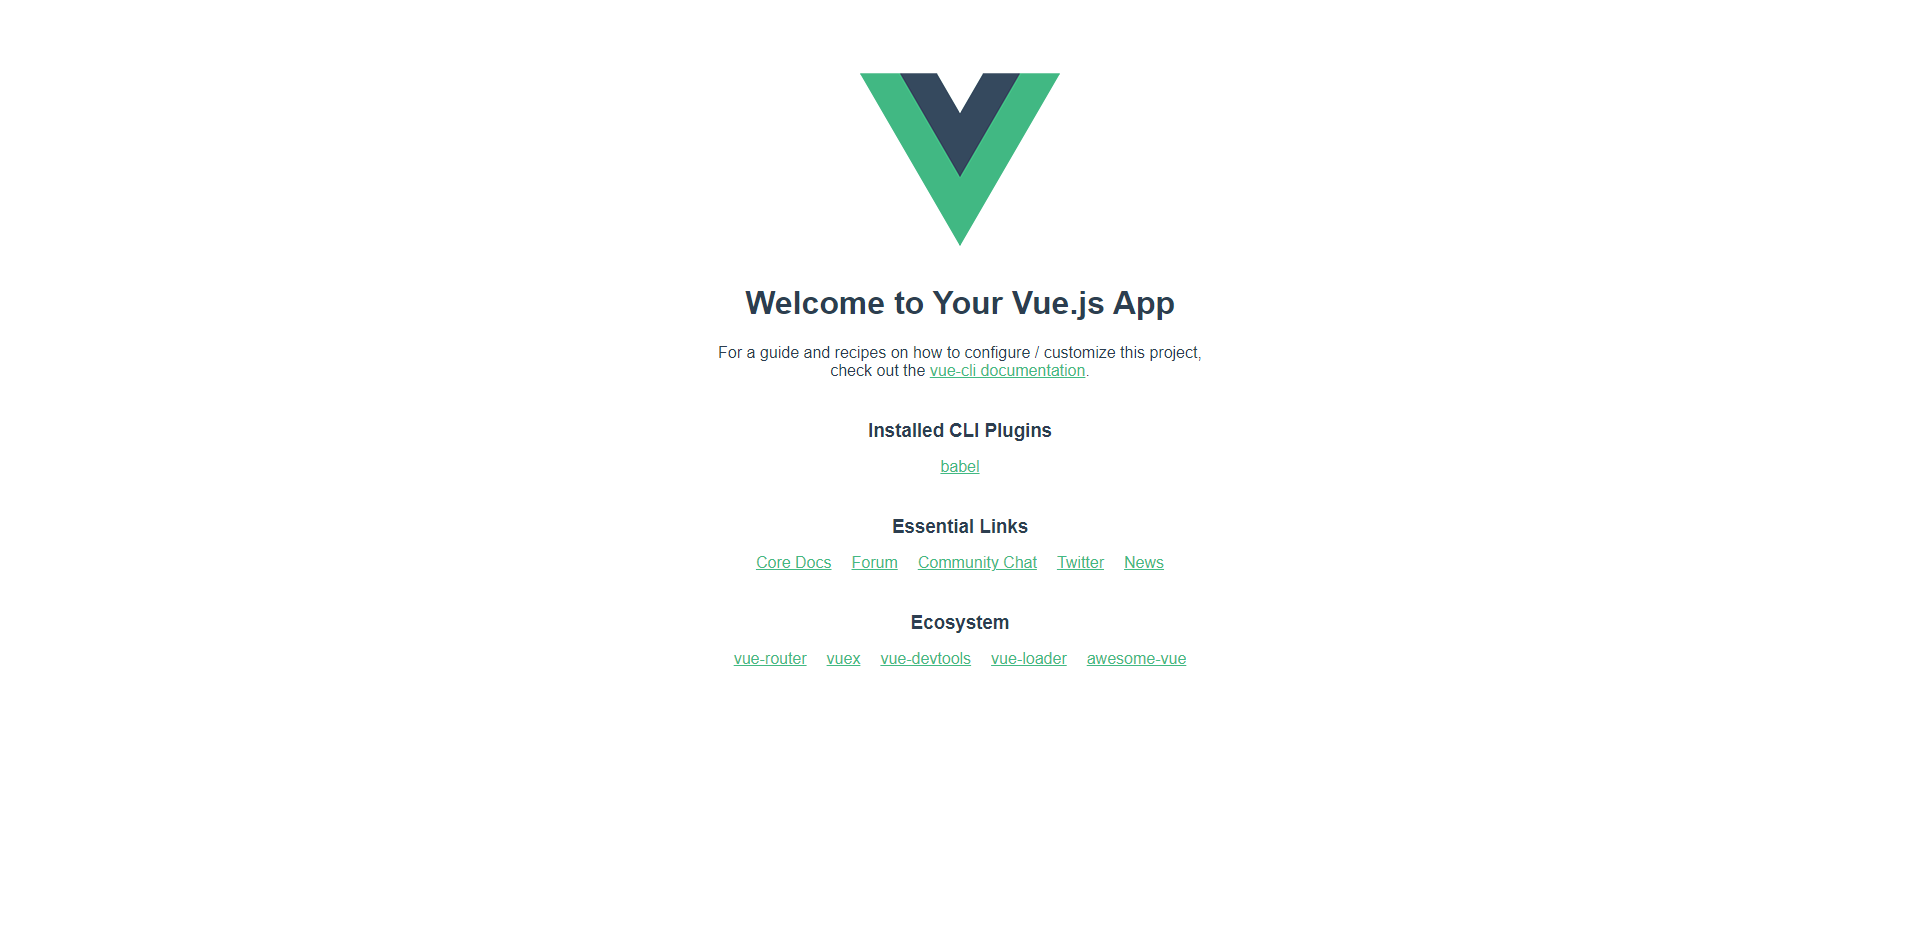 Welcome to Your Vue.js App
For a guide and recipes on how to configure / customize this project,
check out the vue-cli documentation.
Installed CLI Plugins
babel
Essential Links
Core Docs Forum Community Chat Twitter News
Ecosystem
vue-router vuex vue-devtools vue-loader awesome-vue